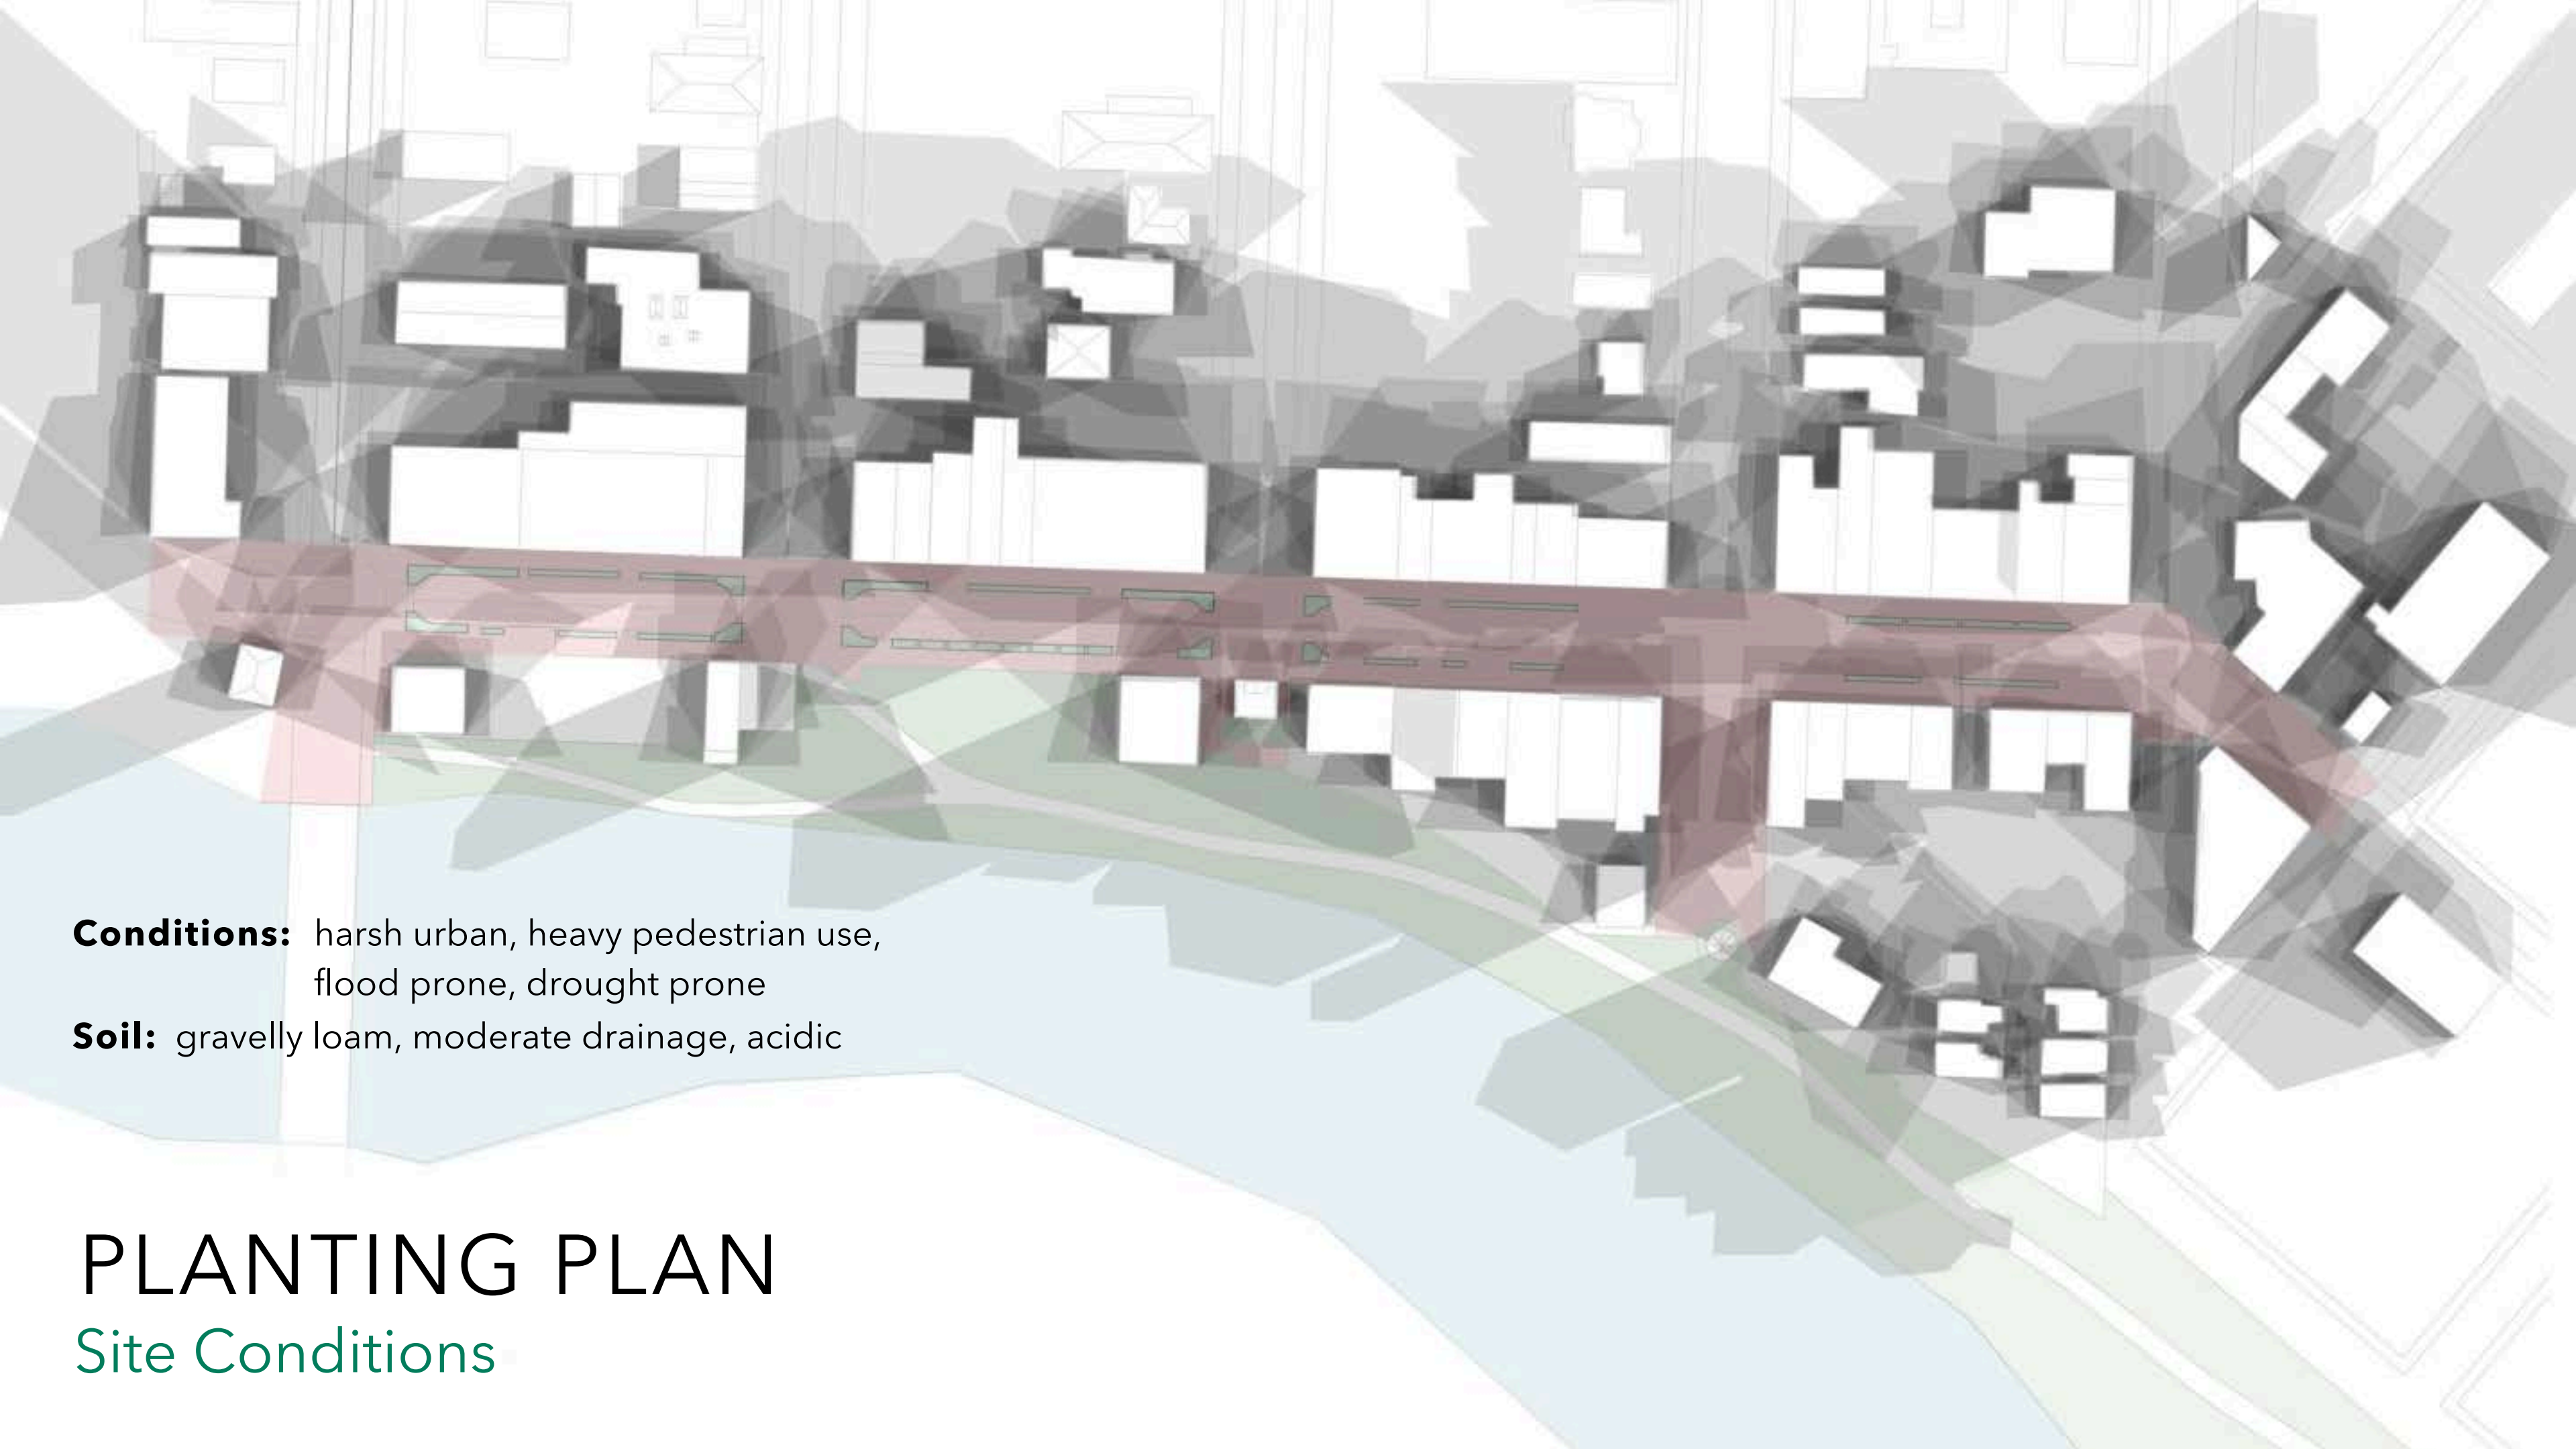 Conditions: harsh urban, heavy pedestrian use,
flood prone, drought prone
Soil: gravelly loam, moderate drainage, acidic
PLANTING PLAN
Site Conditions